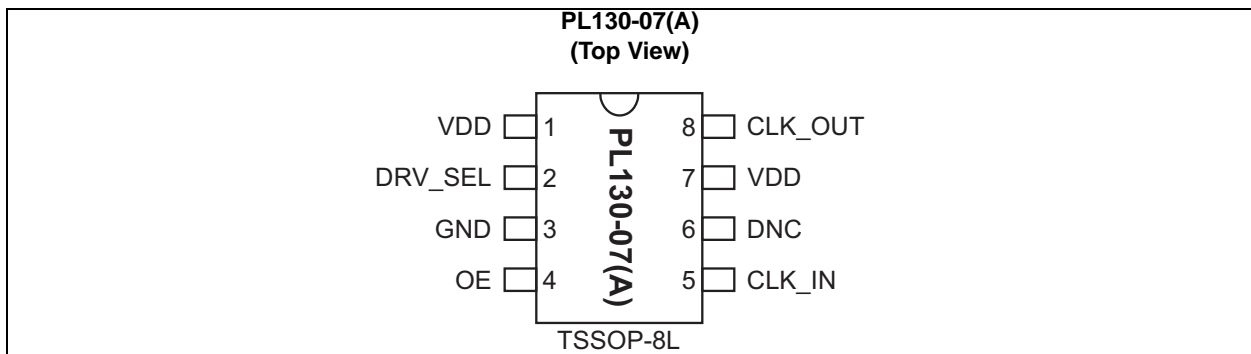 PL130-07(A)
(Top View)
VDD 1 8 CLK_OUT
DRV_SEL 2 7 VDD
GND 3 6 DNC
OE 4 5 CLK_IN
PL130-07(A)
TSSOP-8L